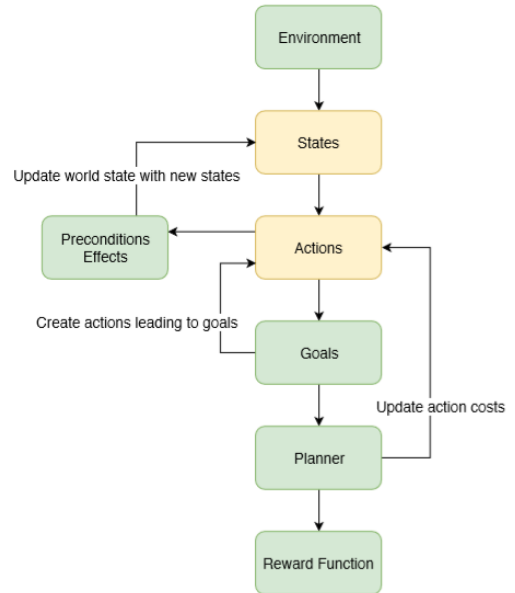 Environment
States
Update world state with new states
Preconditions
Effects
Actions
Create actions leading to goals
Goals
Update action costs
Planner
Reward Function